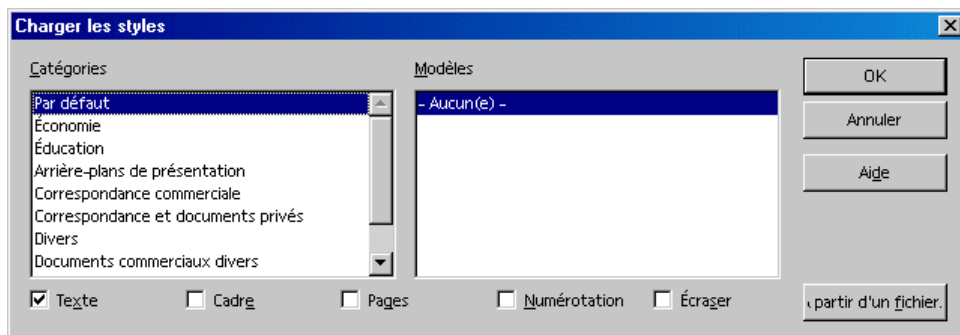 Charger les styles
Catégories
Modèles
Par défaut
Économie
Éducation
Arrière-plans de présentation
Correspondance commerciale
Correspondance et documents privés
Divers
Documents commerciaux divers
- Aucun(e) -
OK
Annuler
Aide
Texte
Cadre
Pages
Numérotation
Écraser
partir d'un fichier.